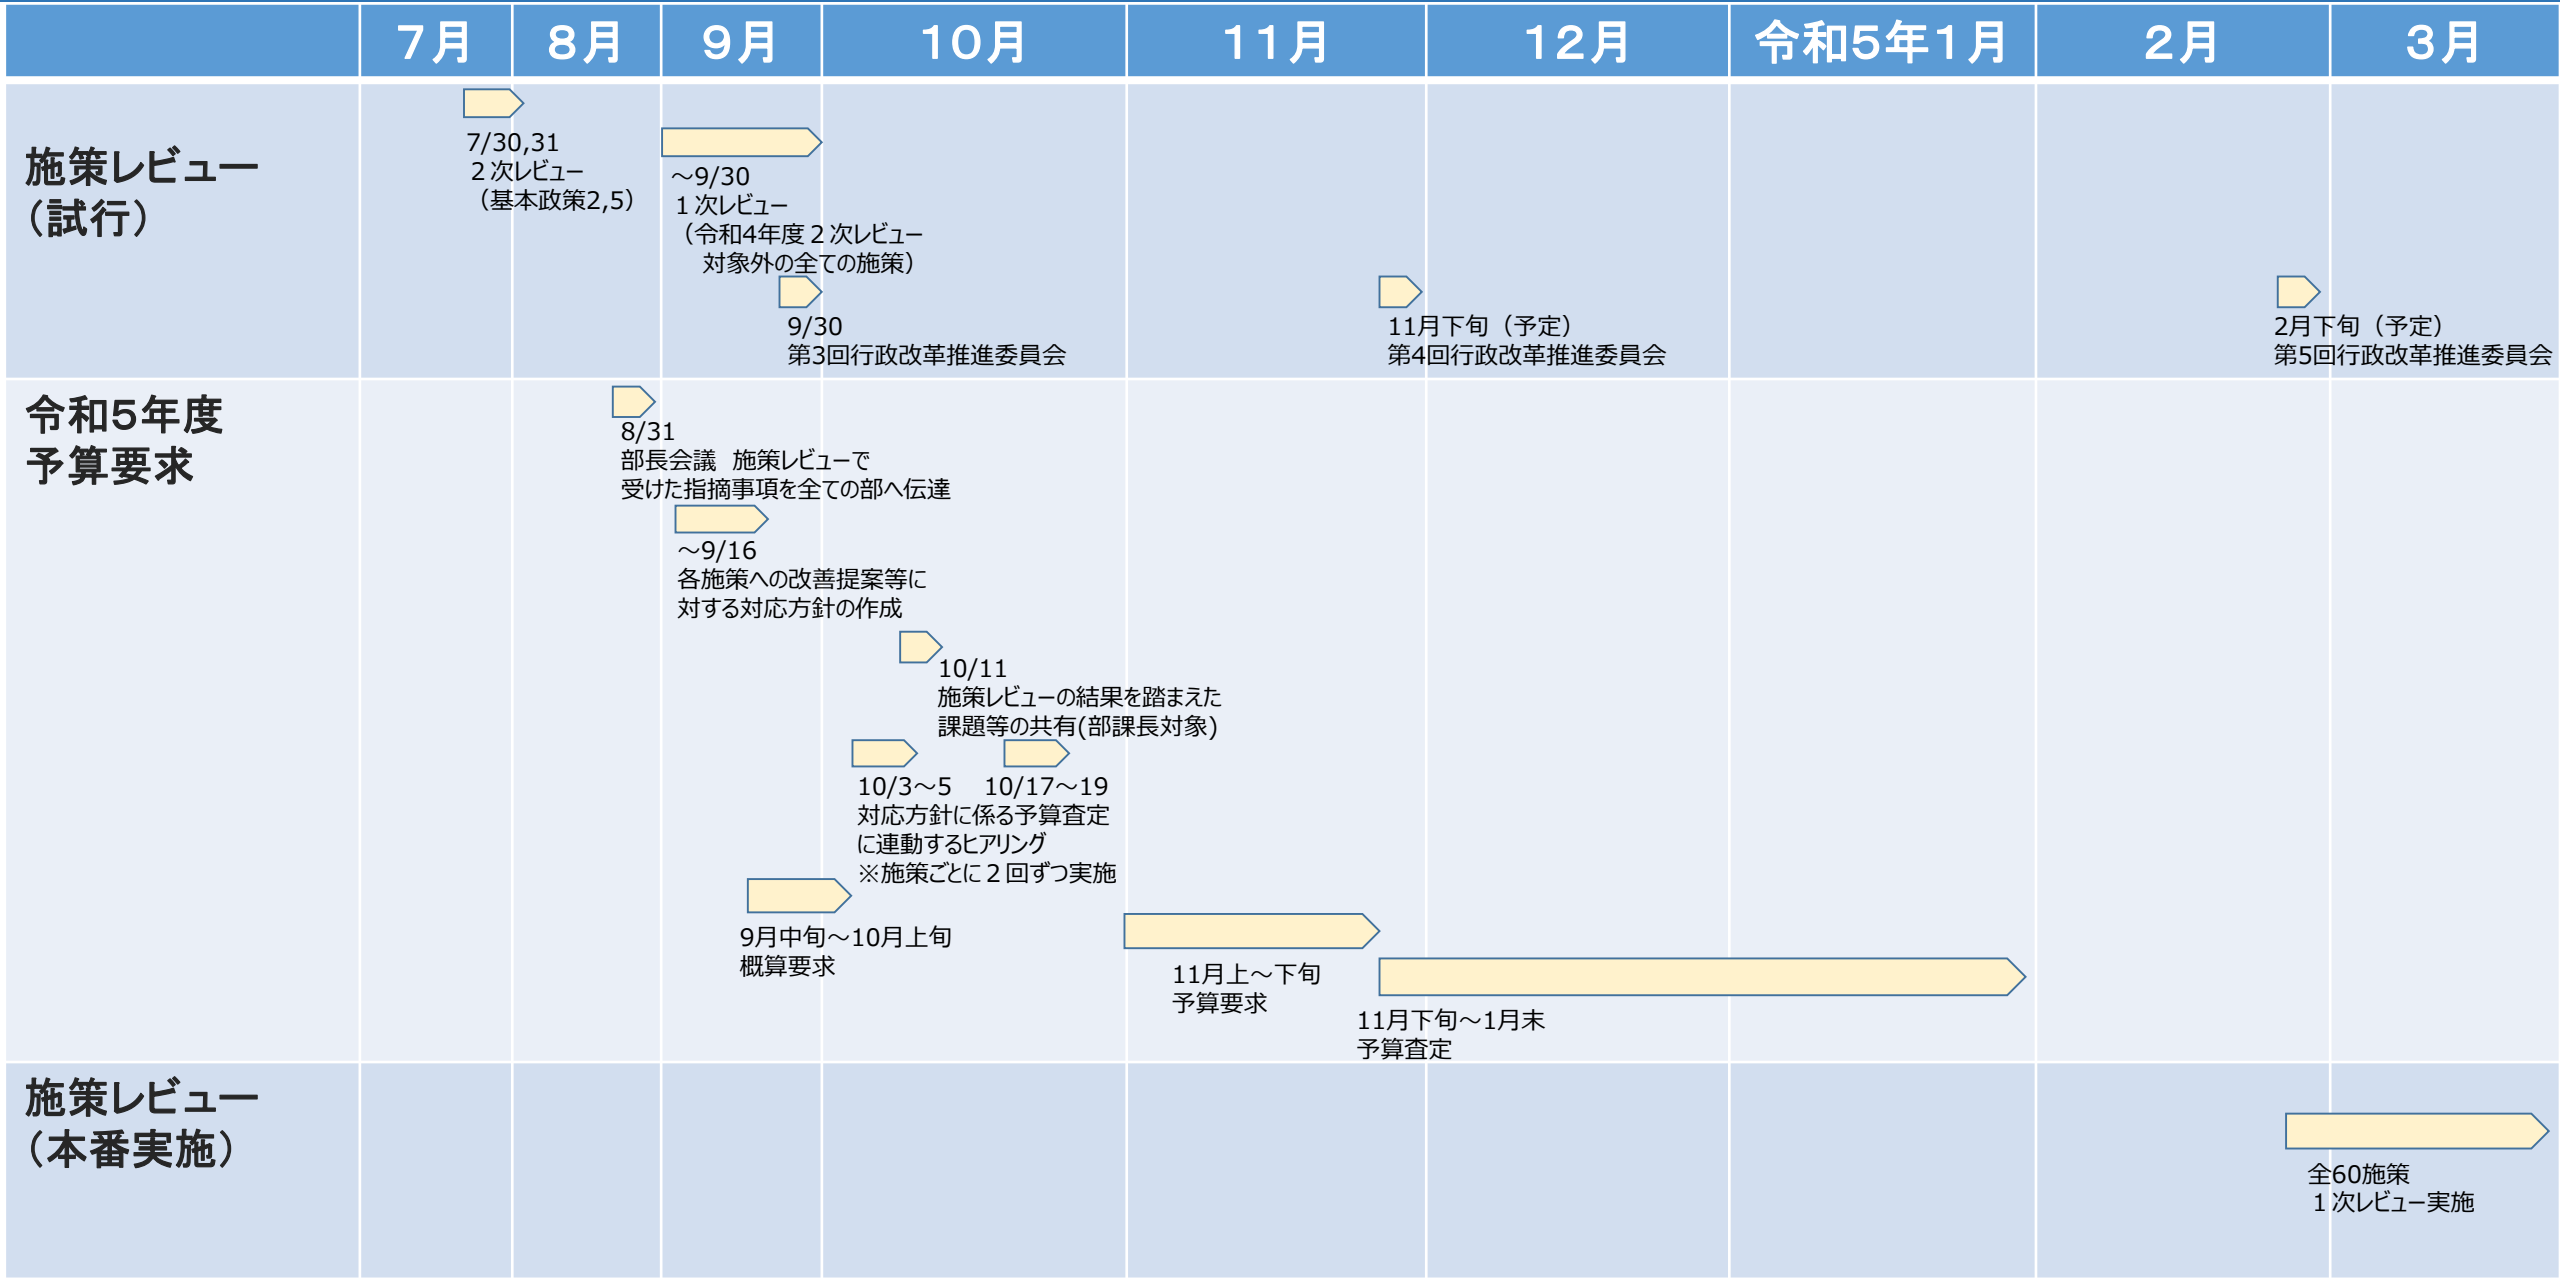 7月 8月 9月 10月 11月 12月 令和5年1月 2月 3月
施策レビュー
（試行）
7/30,31
２次レビュー
（基本政策2,5）
～9/30
１次レビュー
（令和4年度２次レビュー
対象外の全ての施策）
9/30
第3回行政改革推進委員会
11月下旬（予定）
第4回行政改革推進委員会
2月下旬（予定）
第5回行政改革推進委員会
令和5年度
予算要求
8/31
部長会議　施策レビューで
受けた指摘事項を全ての部へ伝達
～9/16
各施策への改善提案等に
対する対応方針の作成
10/11
施策レビューの結果を踏まえた
課題等の共有(部課長対象)
10/3～5　10/17～19
対応方針に係る予算査定
に連動するヒアリング
※施策ごとに２回ずつ実施
9月中旬～10月上旬
概算要求
11月上～下旬
予算要求
11月下旬～1月末
予算査定
施策レビュー
（本番実施）
全60施策
１次レビュー実施